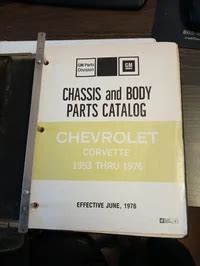 GM Parts
Division
GM
CHASSIS and BODY
PARTS CATALOG
CHEVROLET
CORVETTE
1953 THRU 1976
EFFECTIVE JUNE, 1976